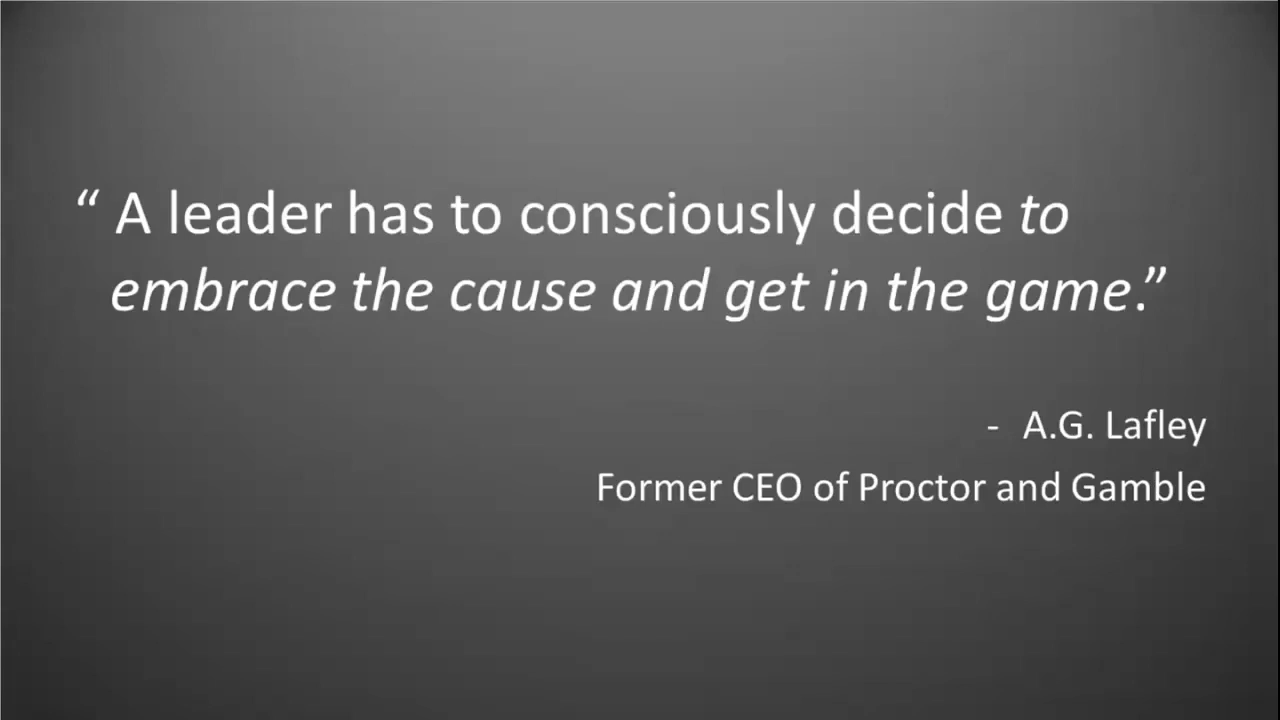 “ A leader has to consciously decide to
embrace the cause and get in the game.”
- A.G. Lafley
Former CEO of Proctor and Gamble